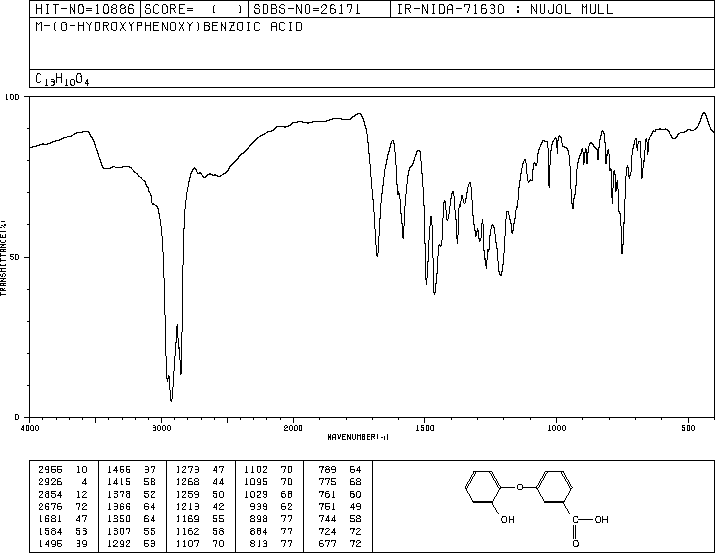 HIT-NO=10886 SCORE= ( ) SDBS-NO=26171 IR-NIDA-71630 : NUJOL MULL
M-(O-HYDROXYPHENOXY)BENZOIC ACID
C13H10O4
100
50
0
TRANSMITTANCE(%)
4000 3000 2000 1500 1000 500
WAVENUMBER(-1)
2966 10 1466 37 1273 47 1102 70 789 64
2926 4 1415 58 1268 44 1095 70 775 68
2854 12 1378 52 1259 50 1029 68 761 60
2676 72 1366 64 1213 42 939 62 751 49
1681 47 1350 64 1169 55 898 77 744 58
1584 53 1307 55 1162 58 884 77 724 72
1496 39 1292 53 1107 70 813 77 677 72
O
OH
C
OH
O